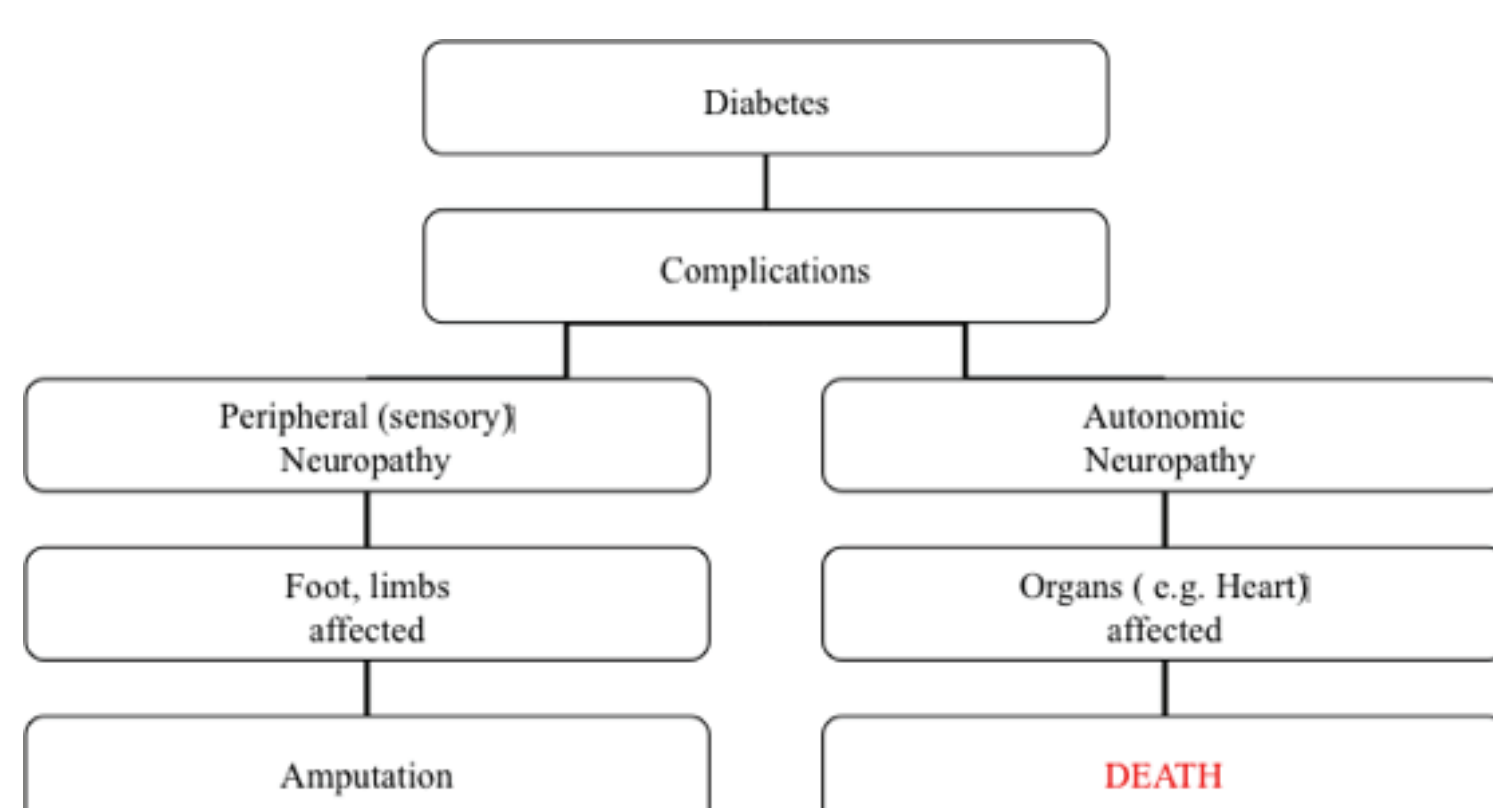 Diabetes
Complications
Peripheral (sensory)
Neuropathy
Autonomic
Neuropathy
Foot, limbs
affected
Organs ( e.g. Heart)
affected
Amputation
DEATH